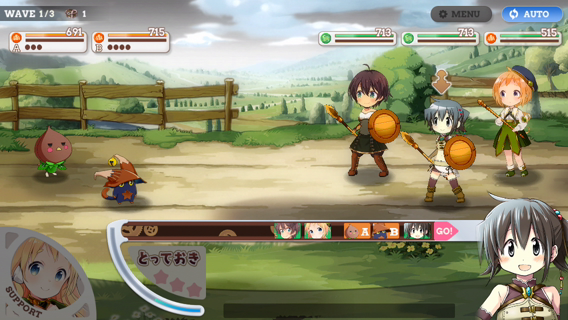 WAVE 1/3 1
MENU
AUTO
691
A
715
B
713
713
515
A
B
GO!
とっておき
SUPPORT